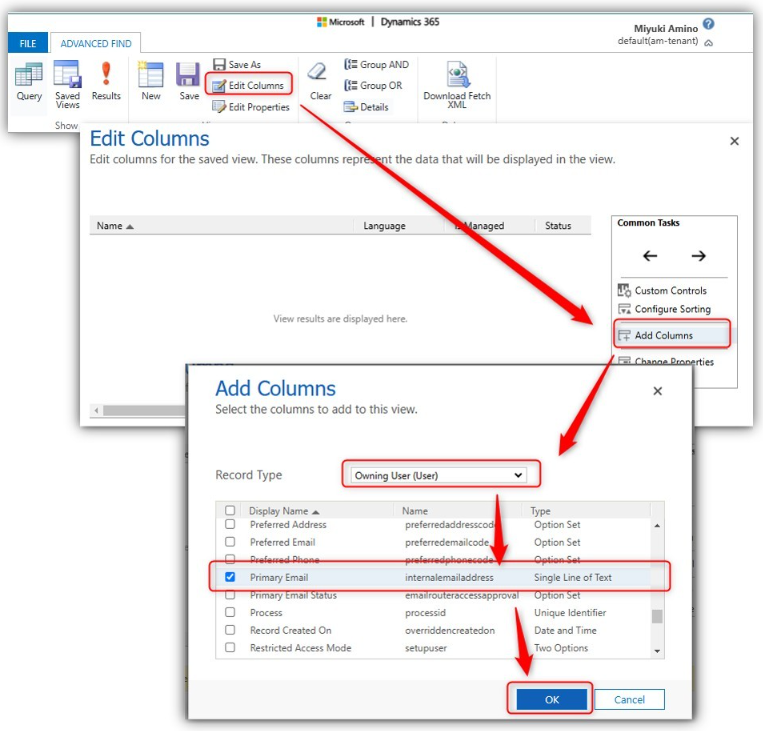 Microsoft | Dynamics 365
Miyuki Amino
default(am-tenant)
FILE
ADVANCED FIND
Query
Saved Views
Results
New
Save
Save As
Edit Columns
Edit Properties
Clear
Group AND
Group OR
Details
Download Fetch XML
Show
Edit Columns
Edit columns for the saved view. These columns represent the data that will be displayed in the view.
Name
Language
Is Managed
Status
View results are displayed here.
Common Tasks
Custom Controls
Configure Sorting
Add Columns
Change Properties
Add Columns
Select the columns to add to this view.
Record Type
Owning User (User)
Display Name Name Type
Preferred Address preferredaddresscode Option Set
Preferred Email preferredemailcode Option Set
Preferred Phone preferredphonecode Option Set
Primary Email internalemailaddress Single Line of Text
Primary Email Status emailrouteraccessapproval Option Set
Process processid Unique Identifier
Record Created On overriddencreatedon Date and Time
Restricted Access Mode setupuser Two Options
OK
Cancel